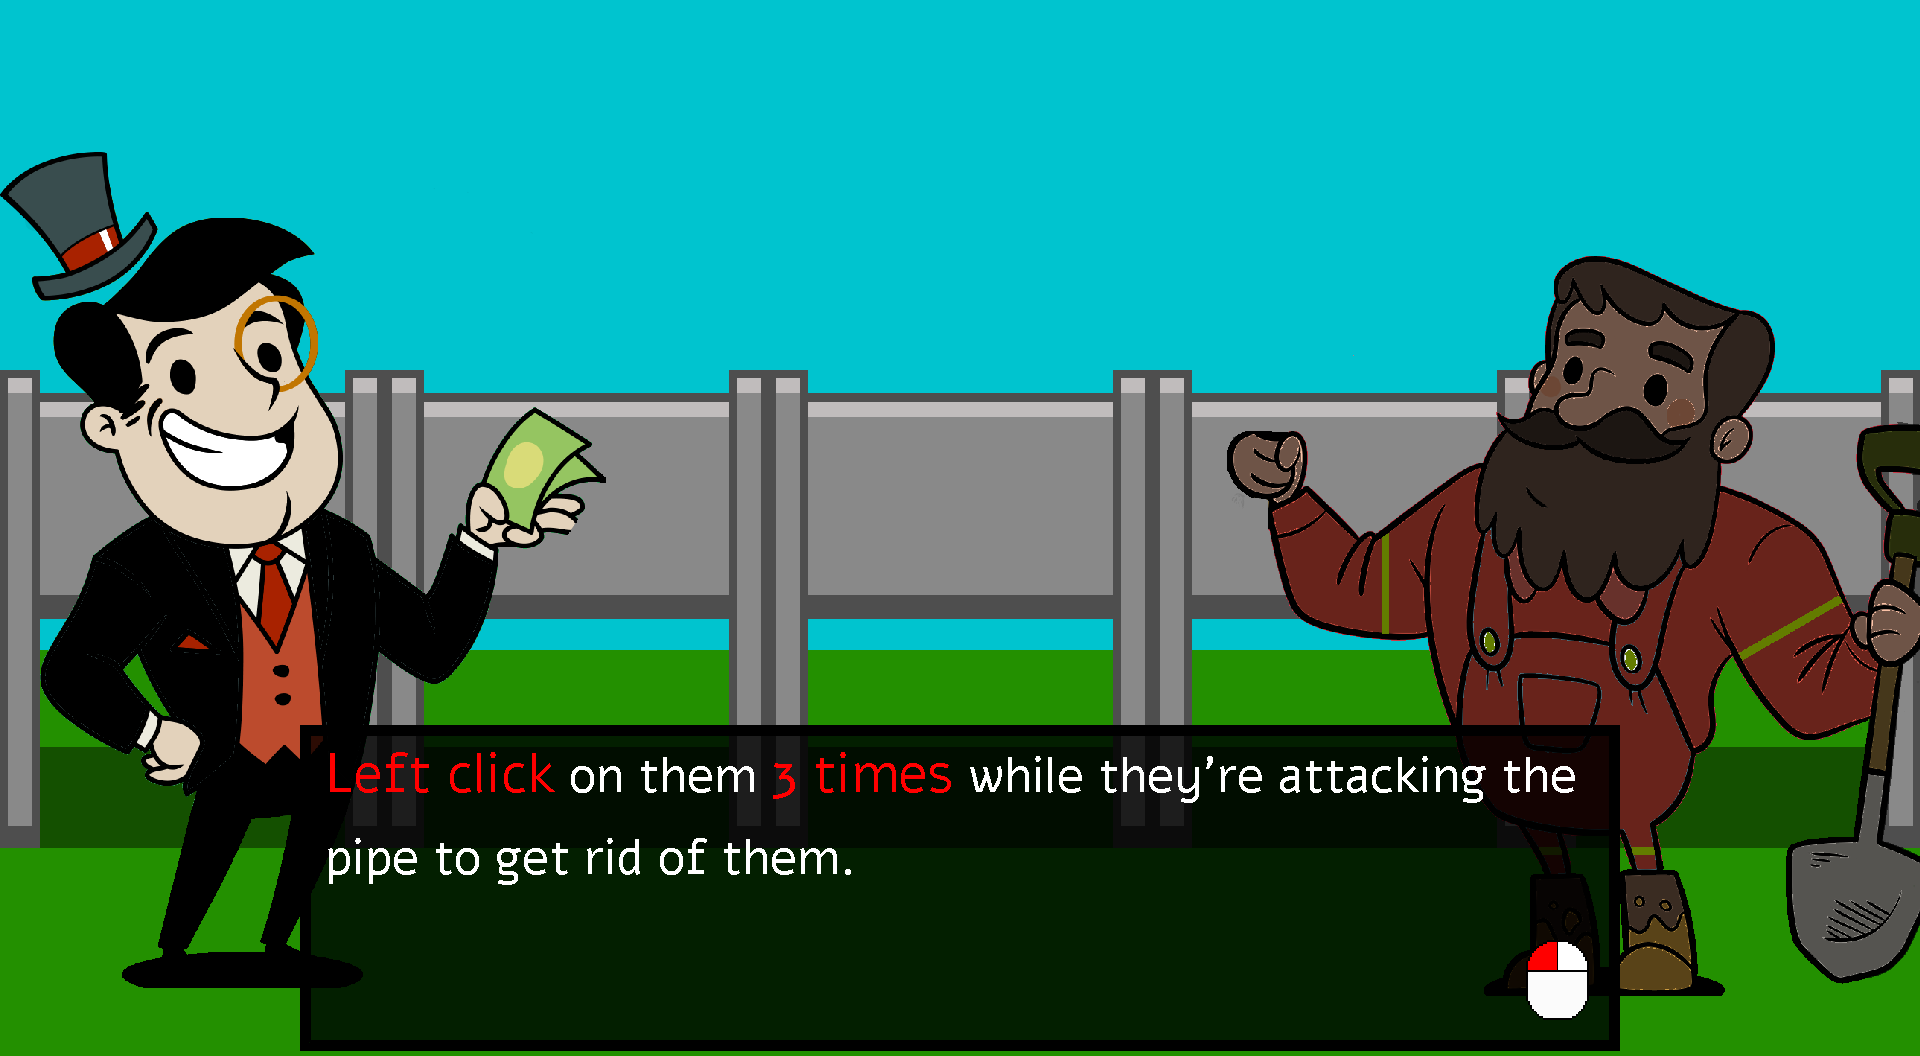 Left click on them 3 times while they're attacking the
pipe to get rid of them.